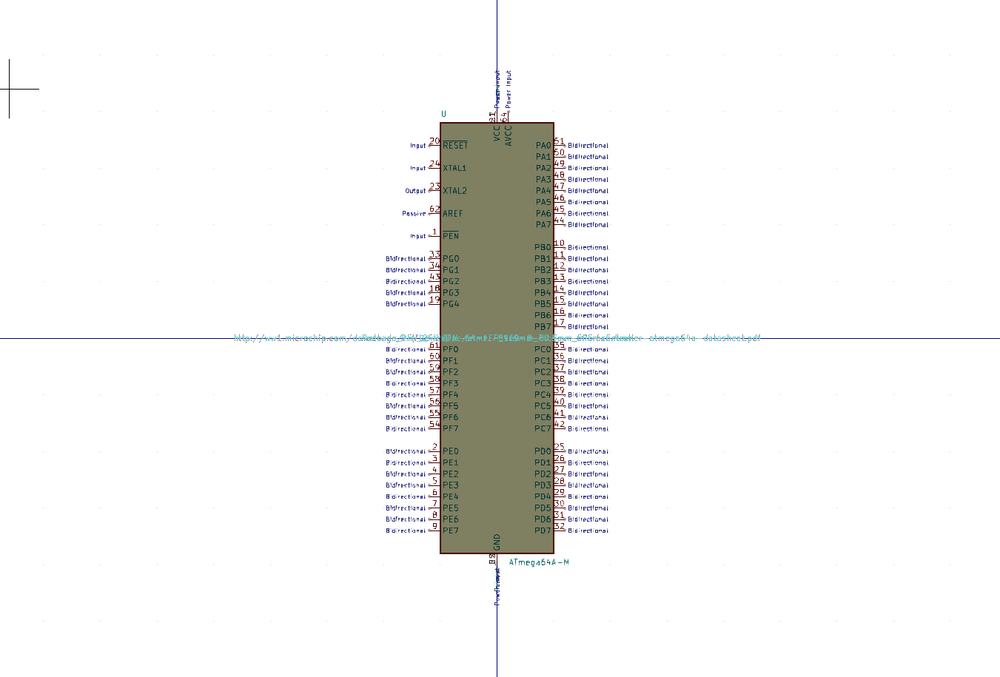 Power Input
U
64
VCC
AVCC
Input 20 RESET PA0 51 Bidirectional
PA1 50 Bidirectional
Input 24 XTAL1 PA2 49 Bidirectional
PA3 48 Bidirectional
Output 23 XTAL2 PA4 47 Bidirectional
PA5 46 Bidirectional
Passive 62 AREF PA6 45 Bidirectional
PA7 44 Bidirectional
Input 1 PEN
PB0 10 Bidirectional
Bidirectional 33 PG0 PB1 11 Bidirectional
Bidirectional 34 PG1 PB2 12 Bidirectional
Bidirectional 43 PG2 PB3 13 Bidirectional
Bidirectional 18 PG3 PB4 14 Bidirectional
Bidirectional 19 PG4 PB5 15 Bidirectional
PB6 16 Bidirectional
PB7 17 Bidirectional
Bidirectional 61 PF0 PC0 35 Bidirectional
Bidirectional 60 PF1 PC1 36 Bidirectional
Bidirectional 59 PF2 PC2 37 Bidirectional
Bidirectional 58 PF3 PC3 38 Bidirectional
Bidirectional 57 PF4 PC4 39 Bidirectional
Bidirectional 56 PF5 PC5 40 Bidirectional
Bidirectional 55 PF6 PC6 41 Bidirectional
Bidirectional 54 PF7 PC7 42 Bidirectional
Bidirectional 2 PE0 PD0 25 Bidirectional
Bidirectional 3 PE1 PD1 26 Bidirectional
Bidirectional 4 PE2 PD2 27 Bidirectional
Bidirectional 5 PE3 PD3 28 Bidirectional
Bidirectional 6 PE4 PD4 29 Bidirectional
Bidirectional 7 PE5 PD5 30 Bidirectional
Bidirectional 8 PE6 PD6 31 Bidirectional
Bidirectional 9 PE7 PD7 32 Bidirectional
GND
ATmega64A-M